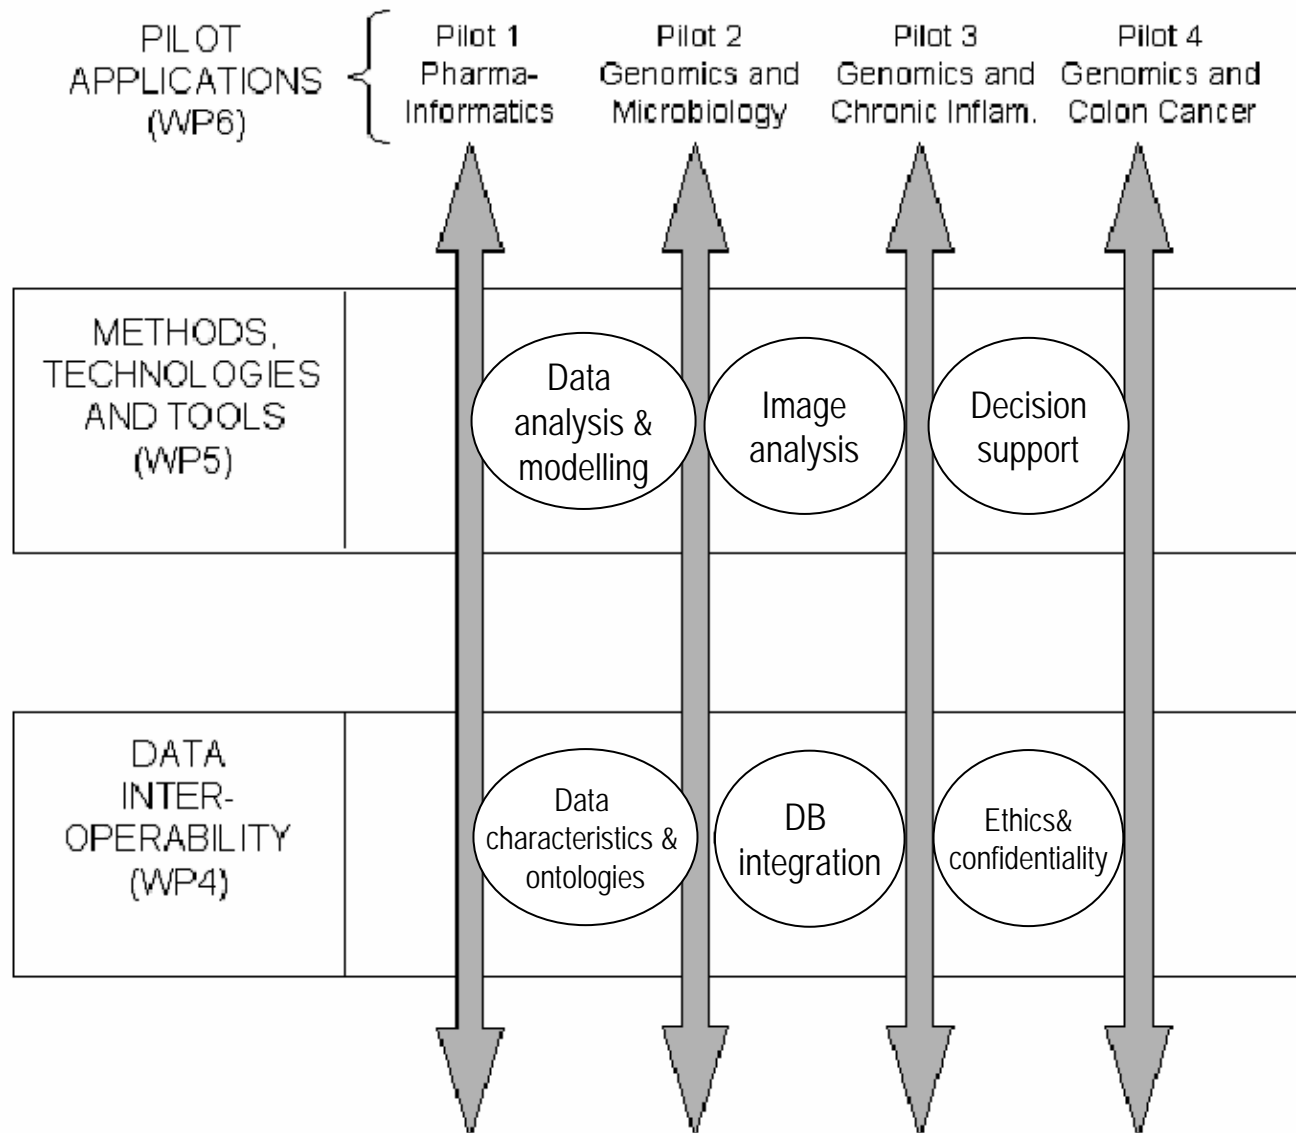 PILOT
APPLICATIONS
(WP6)
Pilot 1
Pharma-
Informatics
Pilot 2
Genomics and
Microbiology
Pilot 3
Genomics and
Chronic Inflam.
Pilot 4
Genomics and
Colon Cancer
METHODS,
TECHNOLOGIES
AND TOOLS
(WP5)
Data
analysis &
modelling
Image
analysis
Decision
support
DATA
INTER-
OPERABILITY
(WP4)
Data
characteristics &
ontologies
DB
integration
Ethics&
confidentiality